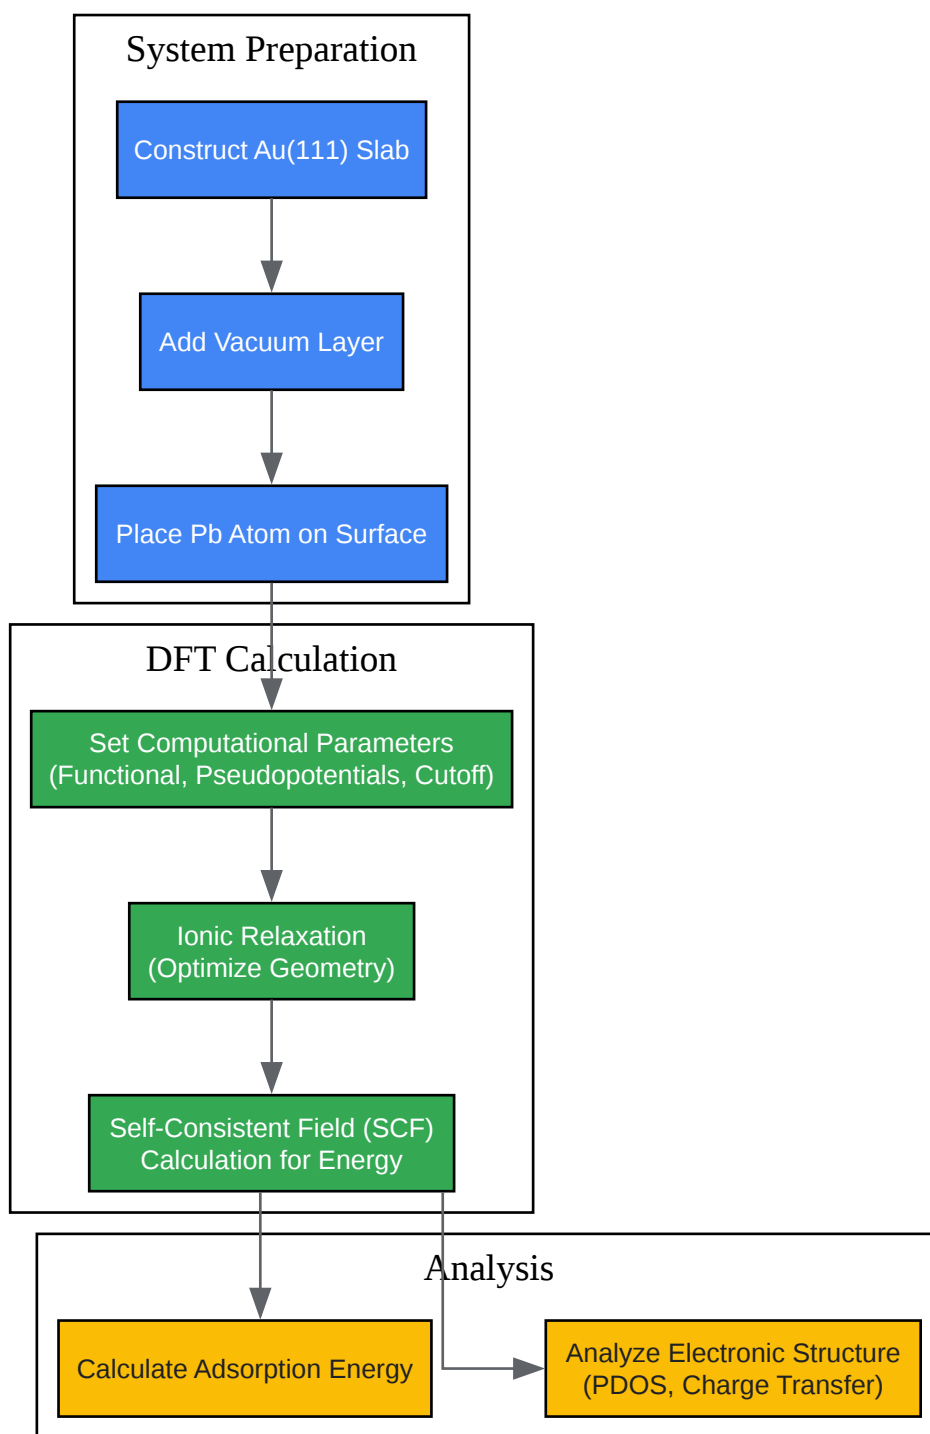 System Preparation
Construct Au(111) Slab
Add Vacuum Layer
Place Pb Atom on Surface
DFT Calculation
Set Computational Parameters
(Functional, Pseudopotentials, Cutoff)
Ionic Relaxation
(Optimize Geometry)
Self-Consistent Field (SCF)
Calculation for Energy
Analysis
Calculate Adsorption Energy
Analyze Electronic Structure
(PDOS, Charge Transfer)